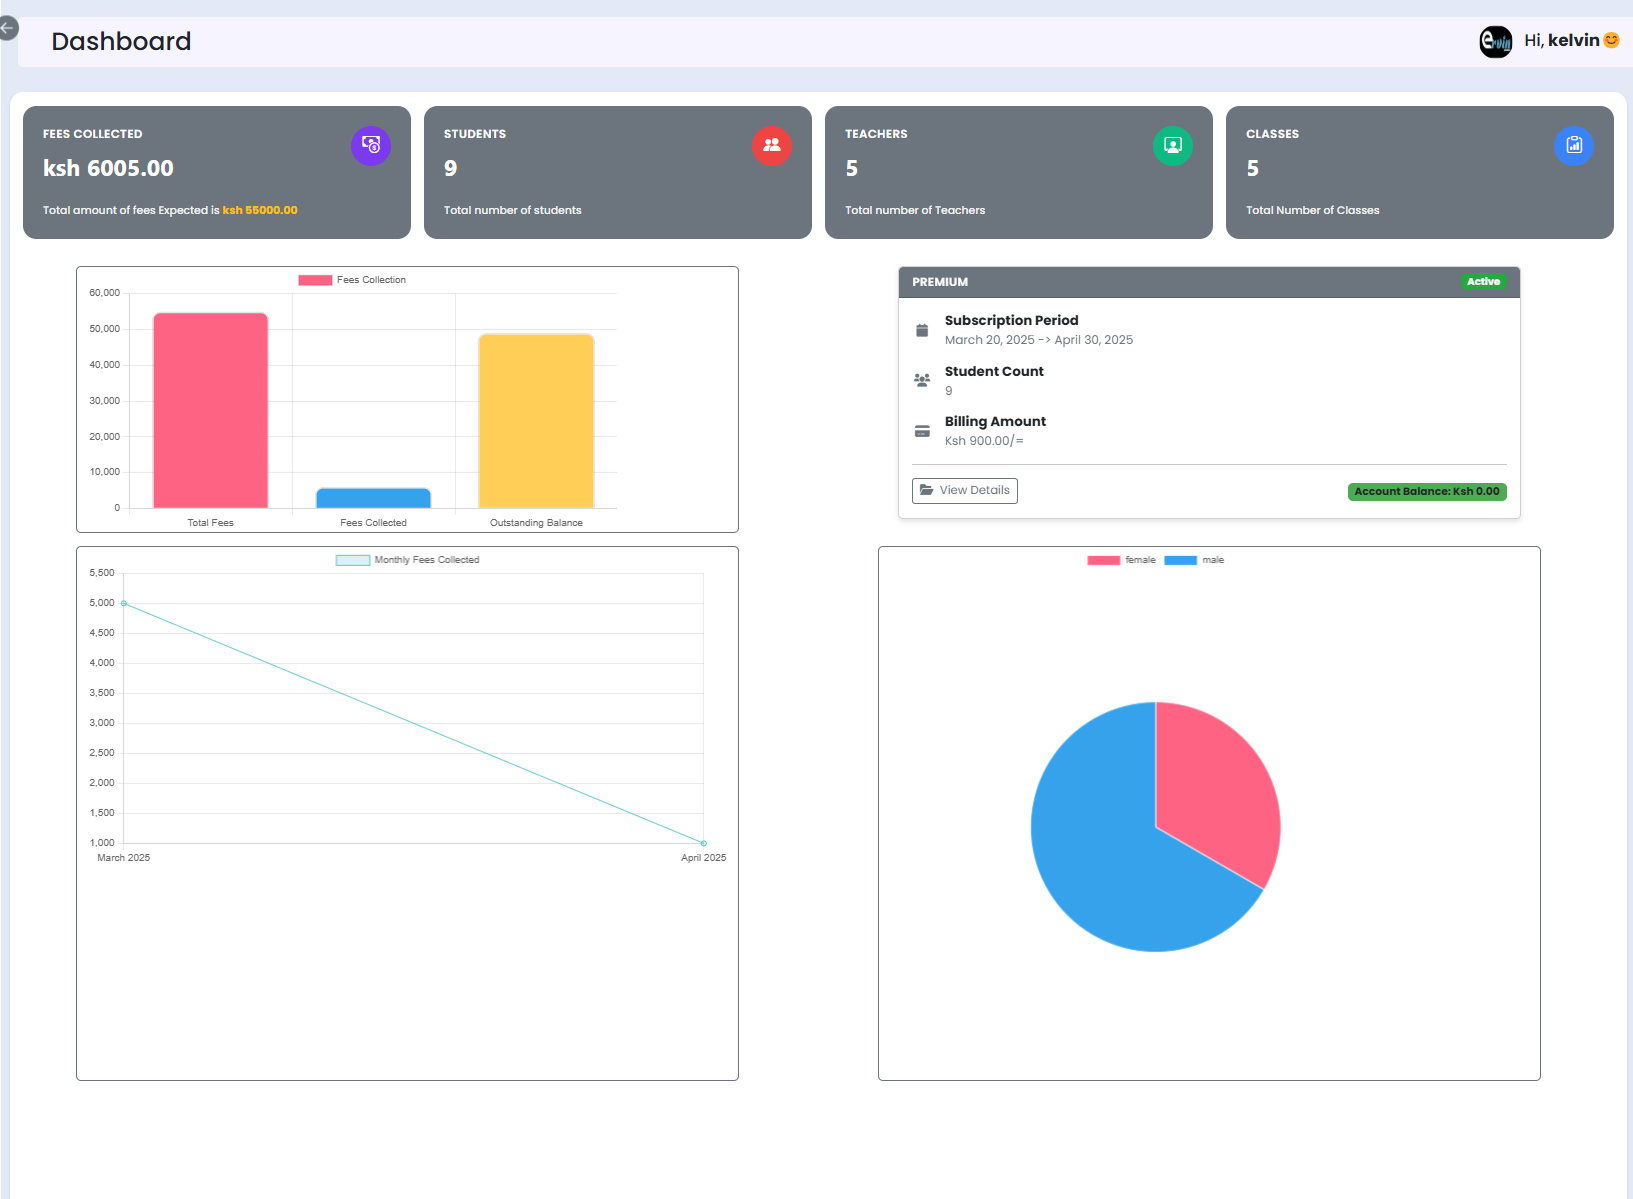 Dashboard
Ervin
Hi, kelvin😊
FEES COLLECTED
ksh 6005.00
Total amount of fees Expected is ksh 55000.00
STUDENTS
9
Total number of students
TEACHERS
5
Total number of Teachers
CLASSES
5
Total Number of Classes
Fees Collection
60,000
50,000
40,000
30,000
20,000
10,000
0
Total Fees
Fees Collected
Outstanding Balance
PREMIUM
Active
Subscription Period
March 20, 2025 -> April 30, 2025
Student Count
9
Billing Amount
Ksh 900.00/=
View Details
Account Balance: Ksh 0.00
Monthly Fees Collected
5,500
5,000
4,500
4,000
3,500
3,000
2,500
2,000
1,500
1,000
March 2025
April 2025
female
male